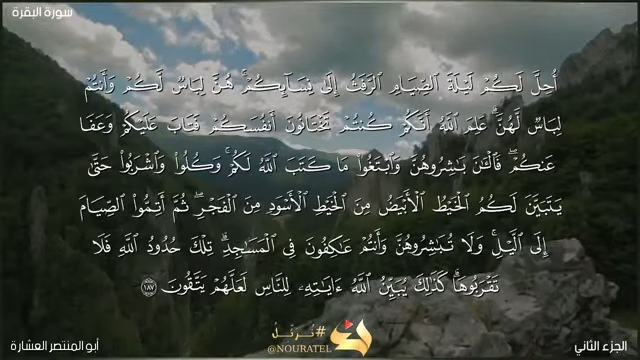 سورة البقرة
أُحِلَّ لَكُمْ لَيْلَةَ ٱلصِّيَامِ ٱلرَّفَثُ إِلَىٰ نِسَآئِكُمْ ۚ هُنَّ لِبَاسٌ لَّكُمْ وَأَنتُمْ
لِبَاسٌ لَّهُنَّ ۗ عَلِمَ ٱللَّهُ أَنَّكُمْ كُنتُمْ تَخْتَانُونَ أَنفُسَكُمْ فَتَابَ عَلَيْكُمْ وَعَفَا
عَنكُمْ ۖ فَٱلْـَٰٔنَ بَـٰشِرُوهُنَّ وَٱبْتَغُوا۟ مَا كَتَبَ ٱللَّهُ لَكُمْ ۚ وَكُلُوا۟ وَٱشْرَبُوا۟ حَتَّىٰ
يَتَبَيَّنَ لَكُمُ ٱلْخَيْطُ ٱلْأَبْيَضُ مِنَ ٱلْخَيْطِ ٱلْأَسْوَدِ مِنَ ٱلْفَجْرِ ۖ ثُمَّ أَتِمُّوا۟ ٱلصِّيَامَ
إِلَى ٱلَّيْلِ ۚ وَلَا تُبَـٰشِرُوهُنَّ وَأَنتُمْ عَـٰكِفُونَ فِى ٱلْمَسَـٰجِدِ ۗ تِلْكَ حُدُودُ ٱللَّهِ فَلَا
تَقْرَبُوهَا ۗ كَذَٰلِكَ يُبَيِّنُ ٱللَّهُ ءَايَـٰتِهِۦ لِلنَّاسِ لَعَلَّهُمْ يَتَّقُونَ ١٨٧
#نُرَتِّلُ
@NOURATEL
الجزء الثاني
أبو المنتصر العشارة